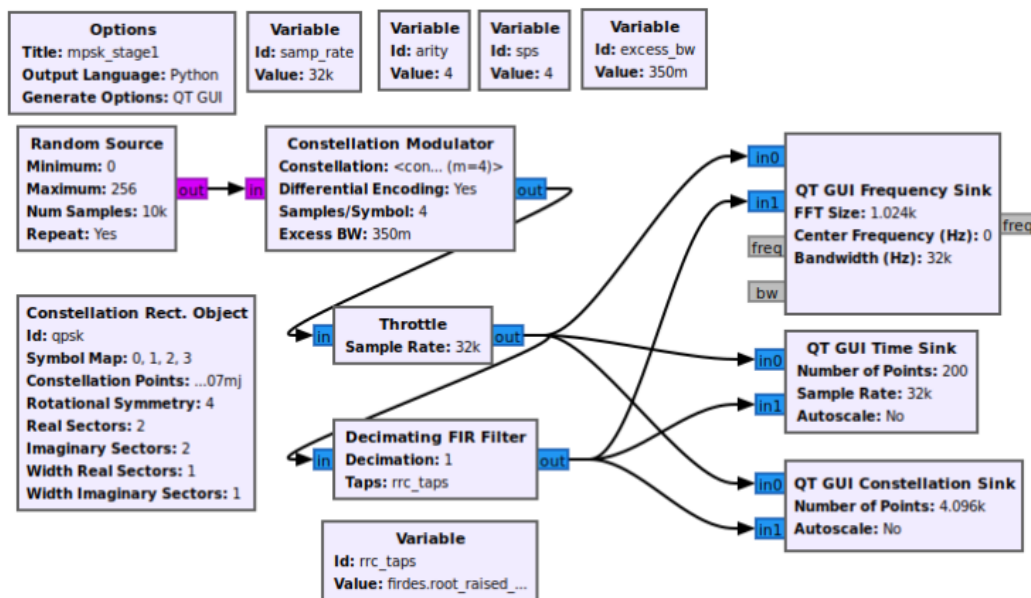 Options
Title: mpsk_stage1
Output Language: Python
Generate Options: QT GUI
Variable
Id: samp_rate
Value: 32k
Variable
Id: arity
Value: 4
Variable
Id: sps
Value: 4
Variable
Id: excess_bw
Value: 350m
Random Source
Minimum: 0
Maximum: 256
Num Samples: 10k
Repeat: Yes
out
in
Constellation Modulator
Constellation: <con... (m=4)>
Differential Encoding: Yes
Samples/Symbol: 4
Excess BW: 350m
out
in0
in1
freq
bw
QT GUI Frequency Sink
FFT Size: 1.024k
Center Frequency (Hz): 0
Bandwidth (Hz): 32k
freq
Constellation Rect. Object
Id: qpsk
Symbol Map: 0, 1, 2, 3
Constellation Points: ...07mj
Rotational Symmetry: 4
Real Sectors: 2
Imaginary Sectors: 2
Width Real Sectors: 1
Width Imaginary Sectors: 1
in
Throttle
Sample Rate: 32k
out
in0
in1
QT GUI Time Sink
Number of Points: 200
Sample Rate: 32k
Autoscale: No
in
Decimating FIR Filter
Decimation: 1
Taps: rrc_taps
out
in0
in1
QT GUI Constellation Sink
Number of Points: 4.096k
Autoscale: No
Variable
Id: rrc_taps
Value: firdes.root_raised_...